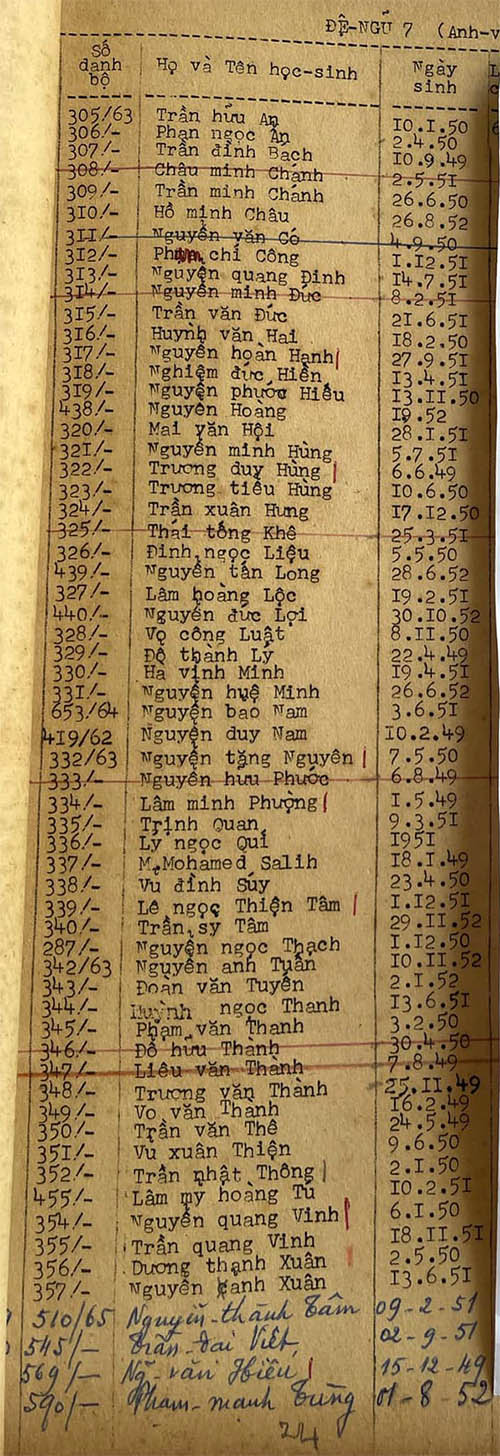 ĐỆ-NGŨ 7 (Anh-v
Số danh bộ Họ và Tên học-sinh Ngày sinh
305/63 Trần hữu An 10.1.50
306/- Phan ngọc Ấn 2.4.50
307/- Trần đình Bạch 10.9.49
308/- Châu minh Chánh 2.5.51
309/- Trần minh Chánh 26.6.50
310/- Hồ minh Châu 26.8.52
311/- Nguyễn văn Có 4.9.50
312/- Phạm chí Công 1.12.51
313/- Nguyễn quang Định 14.7.51
314/- Nguyễn minh Đức 8.2.51
315/- Trần văn Đức 21.6.51
316/- Huỳnh văn Hai 18.2.50
317/- Nguyễn hoàn Hạnh 27.9.51
318/- Nghiêm đức Hiền 13.4.51
319/- Nguyễn phước Hiếu 13.11.50
438/- Nguyễn Hoàng 19.52
320/- Mai văn Hội 28.1.51
321/- Nguyễn minh Hùng 5.7.51
322/- Trương duy Hùng 6.6.49
323/- Trương tiểu Hùng 10.6.50
324/- Trần xuân Hưng 17.12.50
325/- Thái tống Khê 25.3.51
326/- Đinh ngọc Liệu 5.5.50
439/- Nguyễn tấn Long 28.6.52
327/- Lâm hoàng Lộc 19.2.51
440/- Nguyễn đức Lợi 30.10.52
328/- Võ công Luật 8.11.50
329/- Đỗ thành Lý 22.4.49
330/- Hà vĩnh Minh 19.4.51
331/- Nguyễn huệ Minh 26.6.52
653/64 Nguyễn bảo Nam 3.6.51
419/62 Nguyễn duy Nam 10.2.49
332/63 Nguyễn tăng Nguyên 7.5.50
333/- Nguyễn hữu Phước 6.8.49
334/- Lâm minh Phượng 1.5.49
335/- Trịnh Quan 9.3.51
336/- Lý ngọc Quí 1951
337/- M.Mohamed Salih 18.1.49
338/- Vũ đình Súy 23.4.50
339/- Lê ngọc Thiện Tâm 1.12.51
340/- Trần sỹ Tâm 29.11.52
287/- Nguyễn ngọc Thạch 1.12.50
342/63 Nguyễn anh Tuấn 10.11.52
343/- Đoàn văn Tuyên 2.1.52
344/- Huỳnh ngọc Thanh 13.6.51
345/- Phạm văn Thanh 3.2.50
346/- Đỗ hữu Thành 30.4.50
347/- Liêu văn Thanh 7.8.49
348/- Trương văn Thành 25.11.49
349/- Võ văn Thanh 16.2.49
350/- Trần văn Thê 24.5.49
351/- Vũ xuân Thiện 9.6.50
352/- Trần nhật Thông 2.1.50
455/- Lâm mỹ hoàng Tú 10.2.51
354/- Nguyễn quang Vinh 6.1.50
355/- Trần quang Vinh 18.11.51
356/- Dương thạnh Xuân 2.5.50
357/- Nguyễn anh Xuân 13.6.51
510/65 Nguyễn-thành Tâm 09-2-51
545/- Trần-đại Việt 02-9-51
569/- Ng-văn Hiếu 15-12-49
590/- Phạm-mạnh Tùng 01-8-52
24